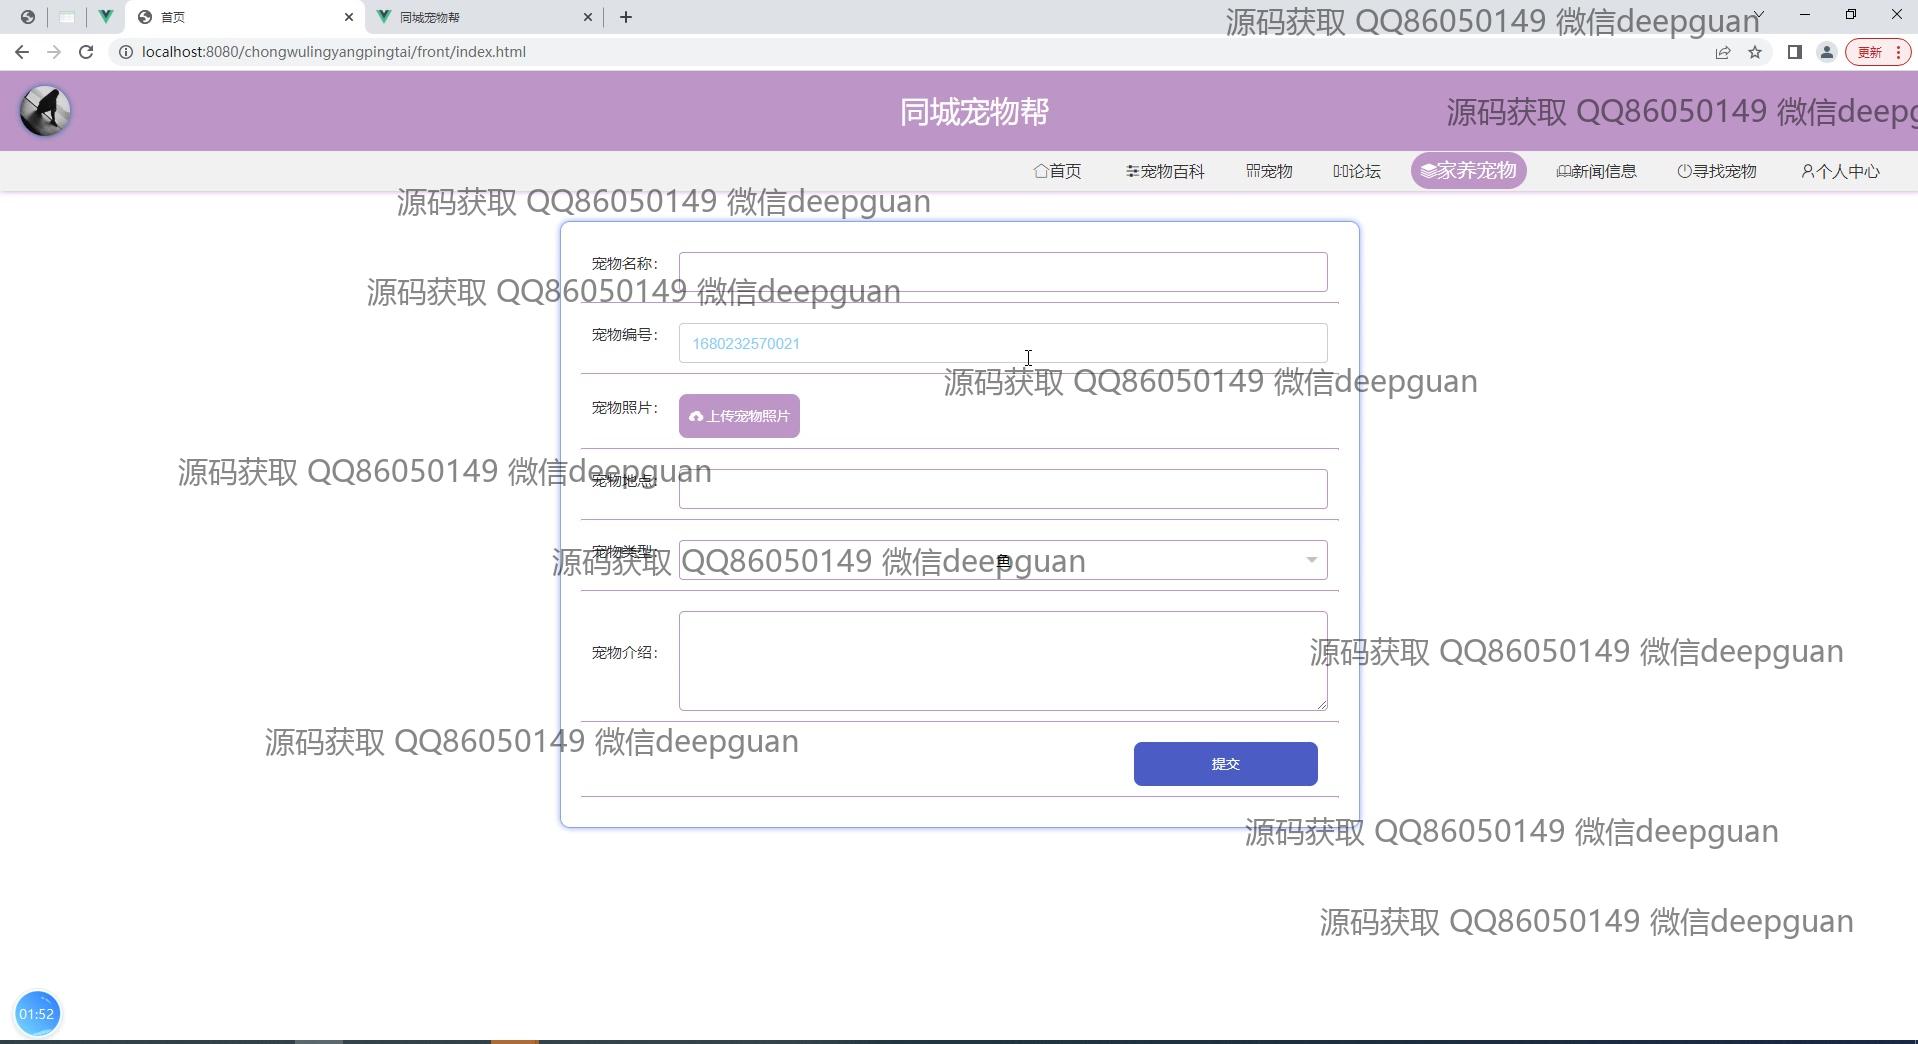 首页
同城宠物帮
源码获取 QQ86050149 微信deepguan
localhost:8080/chongwulingyangpingtai/front/index.html
更新
同城宠物帮
源码获取 QQ86050149 微信deepg
首页 宠物百科 宠物 论坛 家养宠物 新闻信息 寻找宠物 个人中心
源码获取 QQ86050149 微信deepguan
宠物名称：
源码获取 QQ86050149 微信deepguan
宠物编号： 1680232570021
源码获取 QQ86050149 微信deepguan
宠物照片： 上传宠物照片
源码获取 QQ86050149 微信deepguan
宠物地点：
宠物类型： 鱼
源码获取 QQ86050149 微信deepguan
宠物介绍：
源码获取 QQ86050149 微信deepguan
源码获取 QQ86050149 微信deepguan
提交
源码获取 QQ86050149 微信deepguan
源码获取 QQ86050149 微信deepguan
01:52